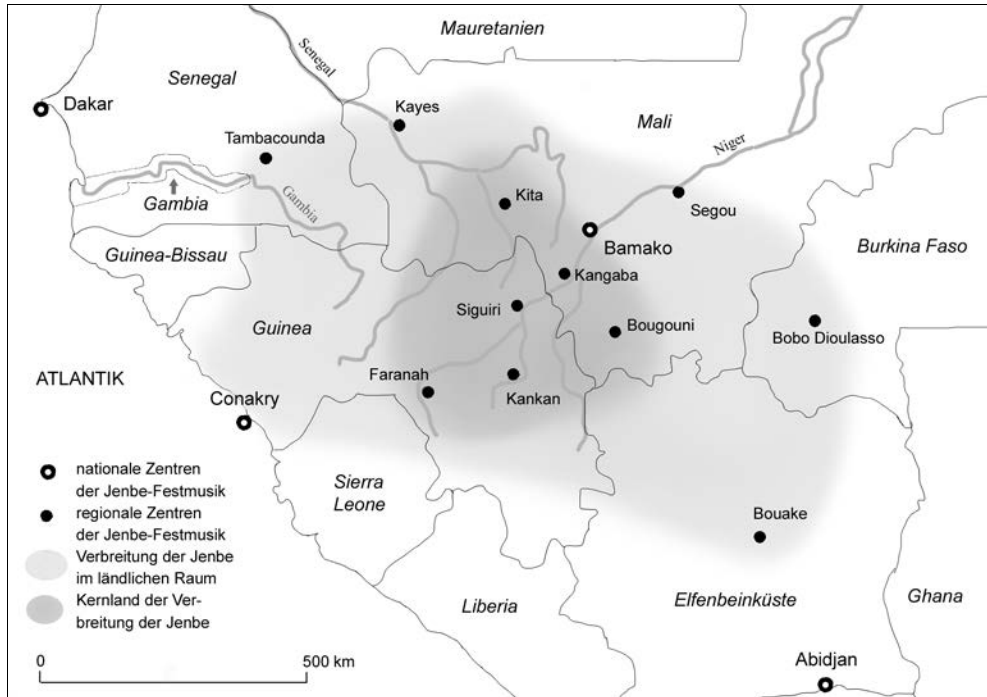 Mauretanien
Senegal
Senegal
Dakar
Kayes
Mali
Tambacounda
Niger
Kita
Segou
Gambia
Gambia
Bamako
Guinea-Bissau
Burkina Faso
Kangaba
Siguiri
Guinea
Bougouni
Bobo Dioulasso
ATLANTIK
Faranah
Kankan
Conakry
nationale Zentren
der Jenbe-Festmusik
Sierra
Leone
regionale Zentren
der Jenbe-Festmusik
Bouake
Verbreitung der Jenbe
im ländlichen Raum
Kernland der Ver-
breitung der Jenbe
Liberia
Elfenbeinküste
Ghana
0
500 km
Abidjan